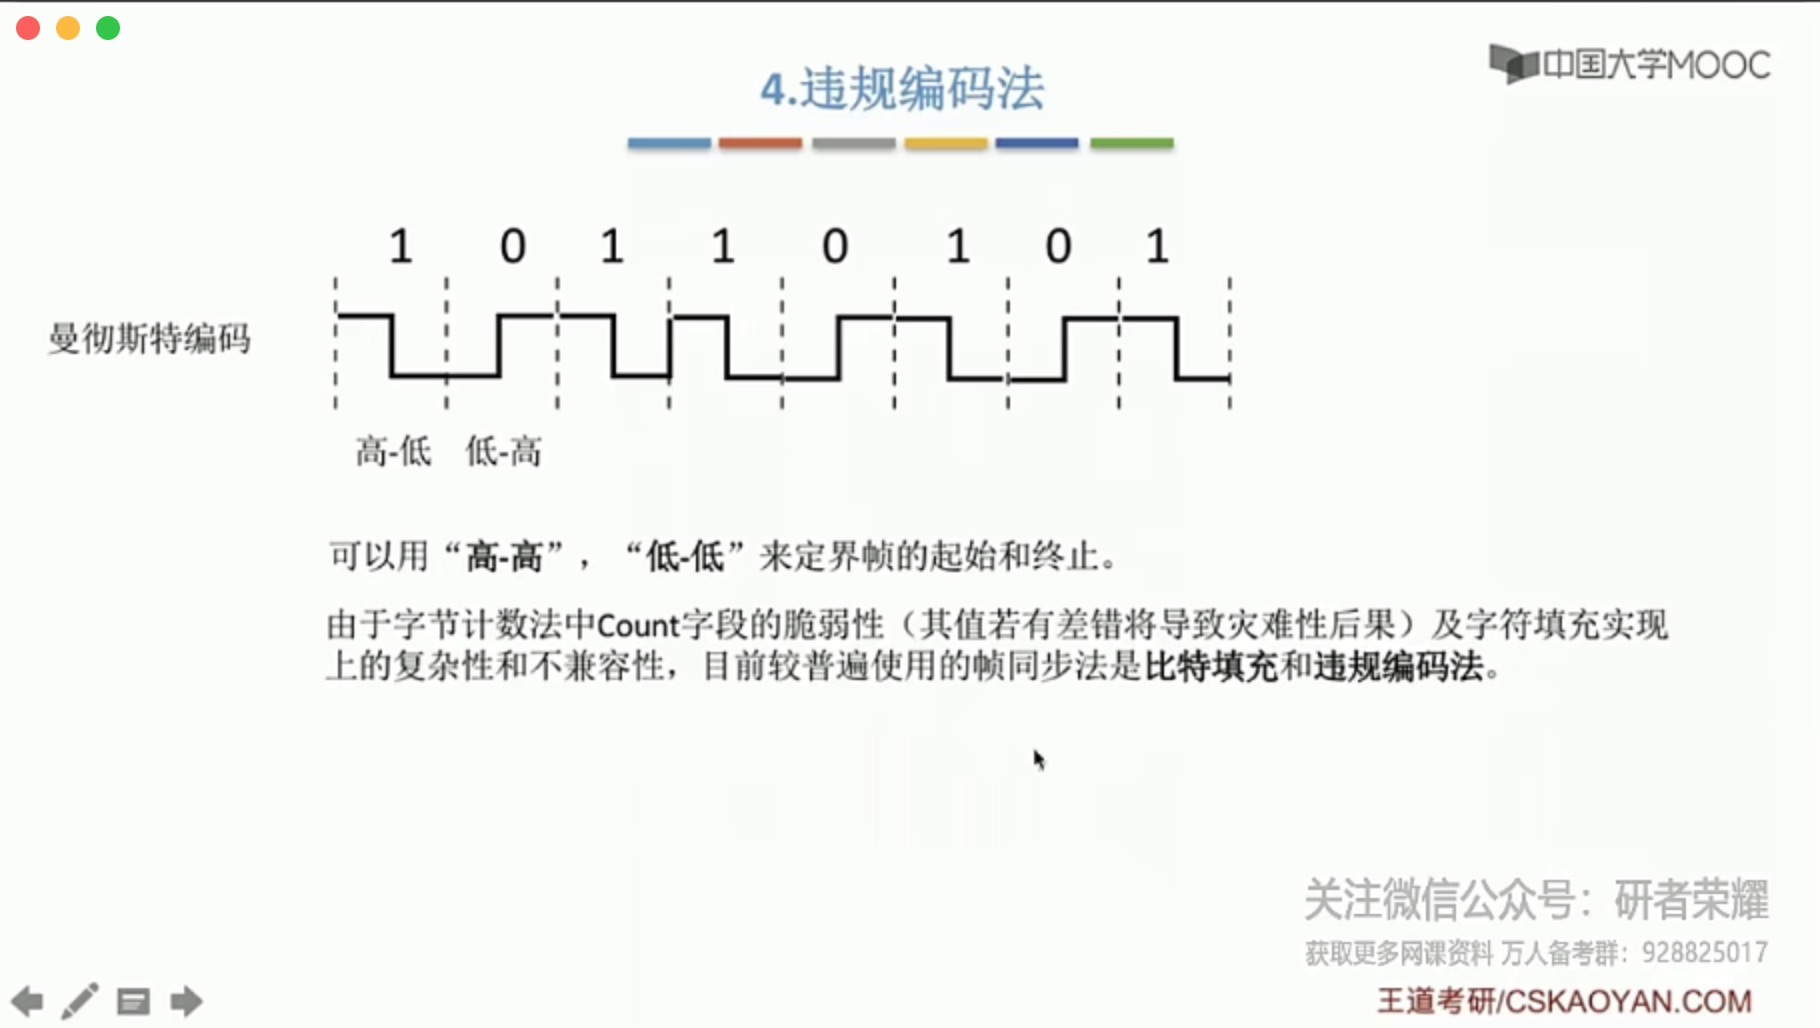 中国大学MOOC
4.违规编码法
1 0 1 1 0 1 0 1
曼彻斯特编码
高-低 低-高
可以用“高-高”，“低-低”来定界帧的起始和终止。
由于字节计数法中Count字段的脆弱性（其值若有差错将导致灾难性后果）及字符填充实现
上的复杂性和不兼容性，目前较普遍使用的帧同步法是比特填充和违规编码法。
关注微信公众号：研者荣耀
获取更多网课资料 万人备考群：928825017
王道考研/CSKAOYAN.COM